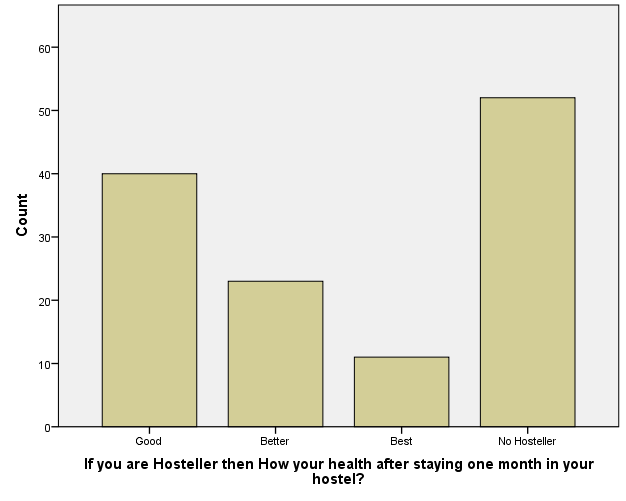 Count
60
50
40
30
20
10
0
Good Better Best No Hosteller
If you are Hosteller then How your health after staying one month in your
hostel?